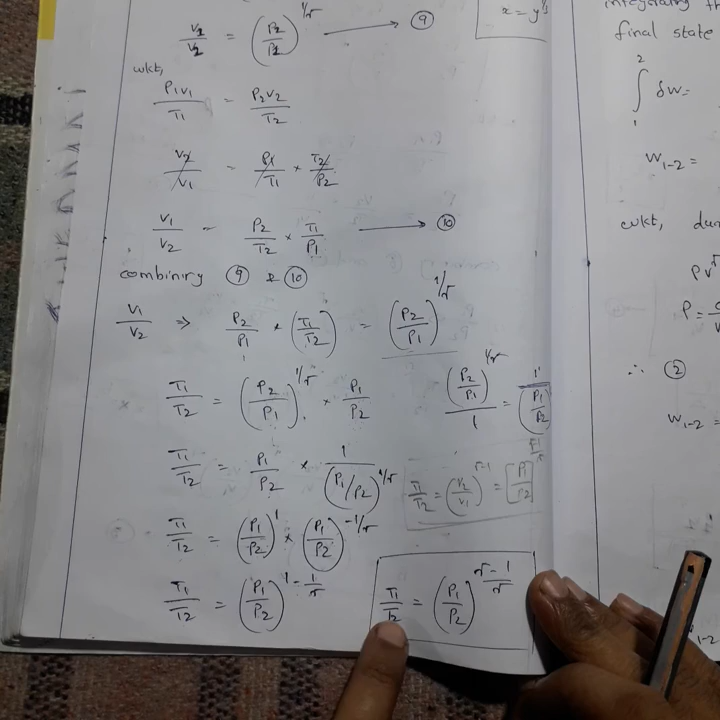 V1/V2 = (P2/P1)^1/r → ⑨
x = y^1/r
wkt,
P1V1/T1 = P2V2/T2
V2/V1 = P1/T1 × T2/P2
V1/V2 = P2/T2 × T1/P1 → ⑩
combining ⑨ & ⑩
V1/V2 ⇒ P2/P1 × (T1/T2) = (P2/P1)^1/r
T1/T2 = (P2/P1)^1/r × P1/P2
(P2/P1)^1/r / 1 = 1 / (P1/P2
T1/T2 = P1/P2 × 1/(P1/P2)^1/r
T1/T2 = (V2/V1)^r-1 = [P1/P2]
T1/T2 = (P1/P2)^1 × (P1/P2)^-1/r
T1/T2 = (P1/P2)^1-1/r
T1/T2 = (P1/P2)^r-1/r
final state
∫ 2 1 δW =
W1-2 =
wkt,
PV^r
P =
∴ ②
W1-2 =